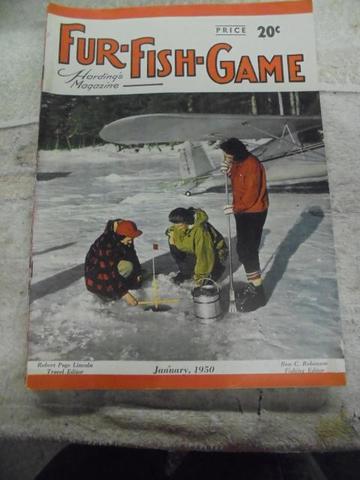 PRICE 20¢
FUR-FISH-GAME
Harding's
Magazine
Robert Page Lincoln
Travel Editor
January, 1950
Ben C. Robinson
Fishing Editor